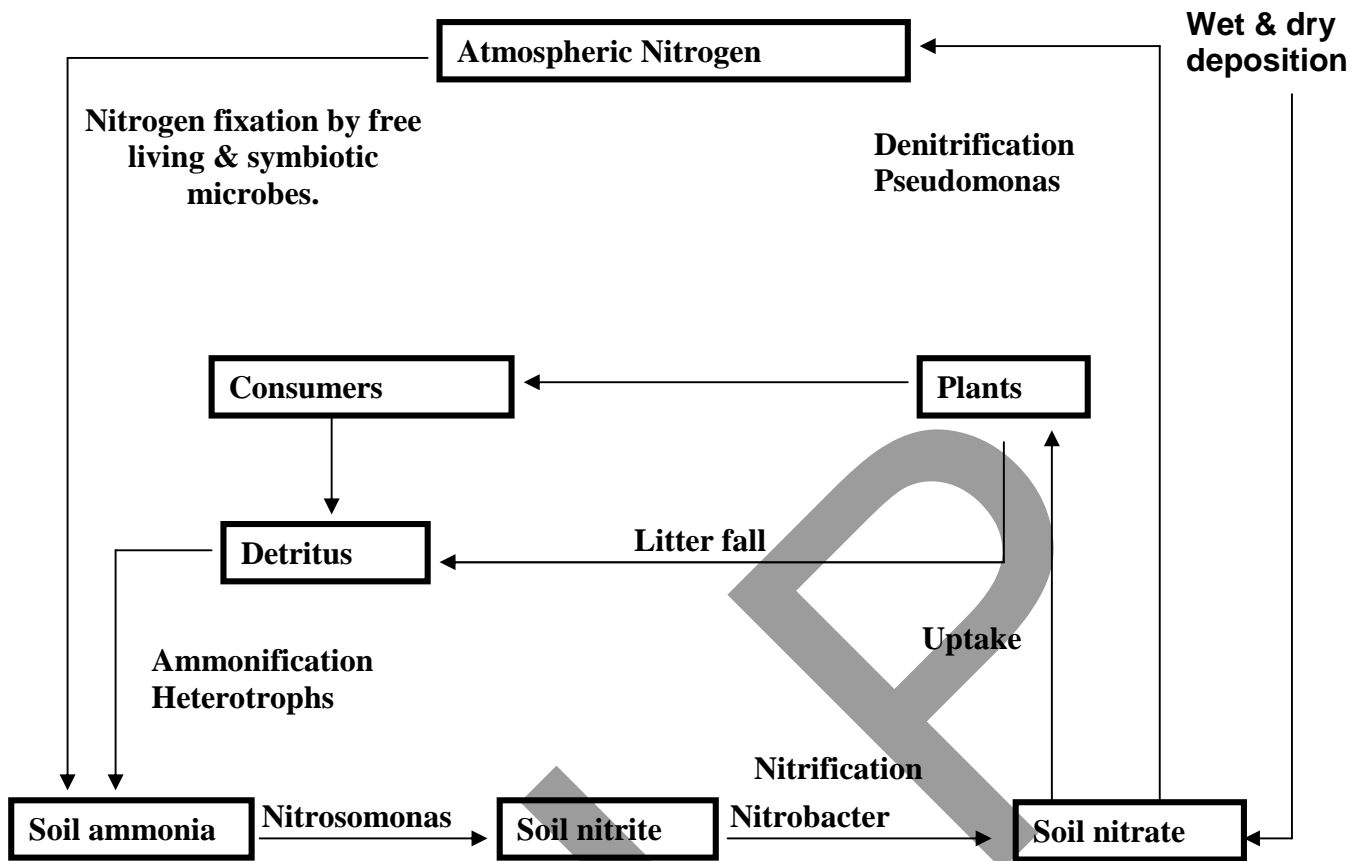 Wet & dry
deposition
Atmospheric Nitrogen
Nitrogen fixation by free
living & symbiotic
microbes.
Denitrification
Pseudomonas
Consumers
Plants
Detritus
Litter fall
Uptake
Ammonification
Heterotrophs
Nitrification
Soil ammonia
Nitrosomonas
Soil nitrite
Nitrobacter
Soil nitrate